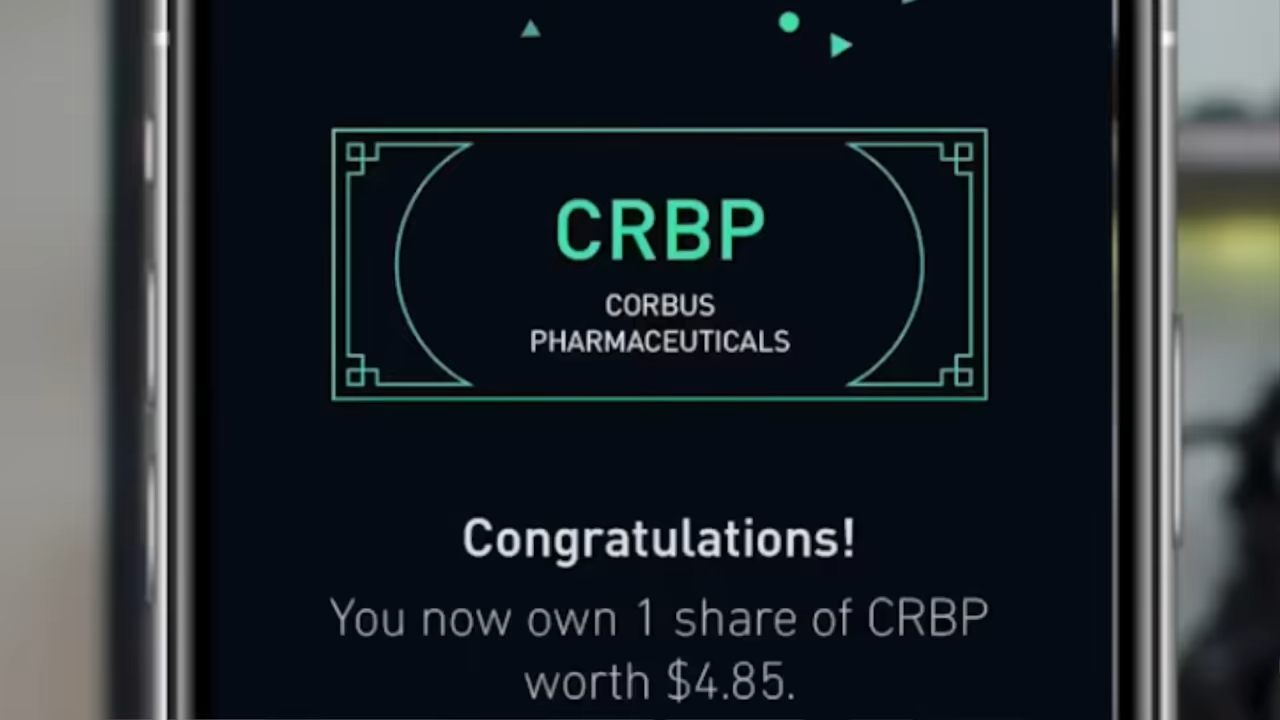 CRBP
CORBUS
PHARMACEUTICALS
Congratulations!
You now own 1 share of CRBP
worth $4.85.